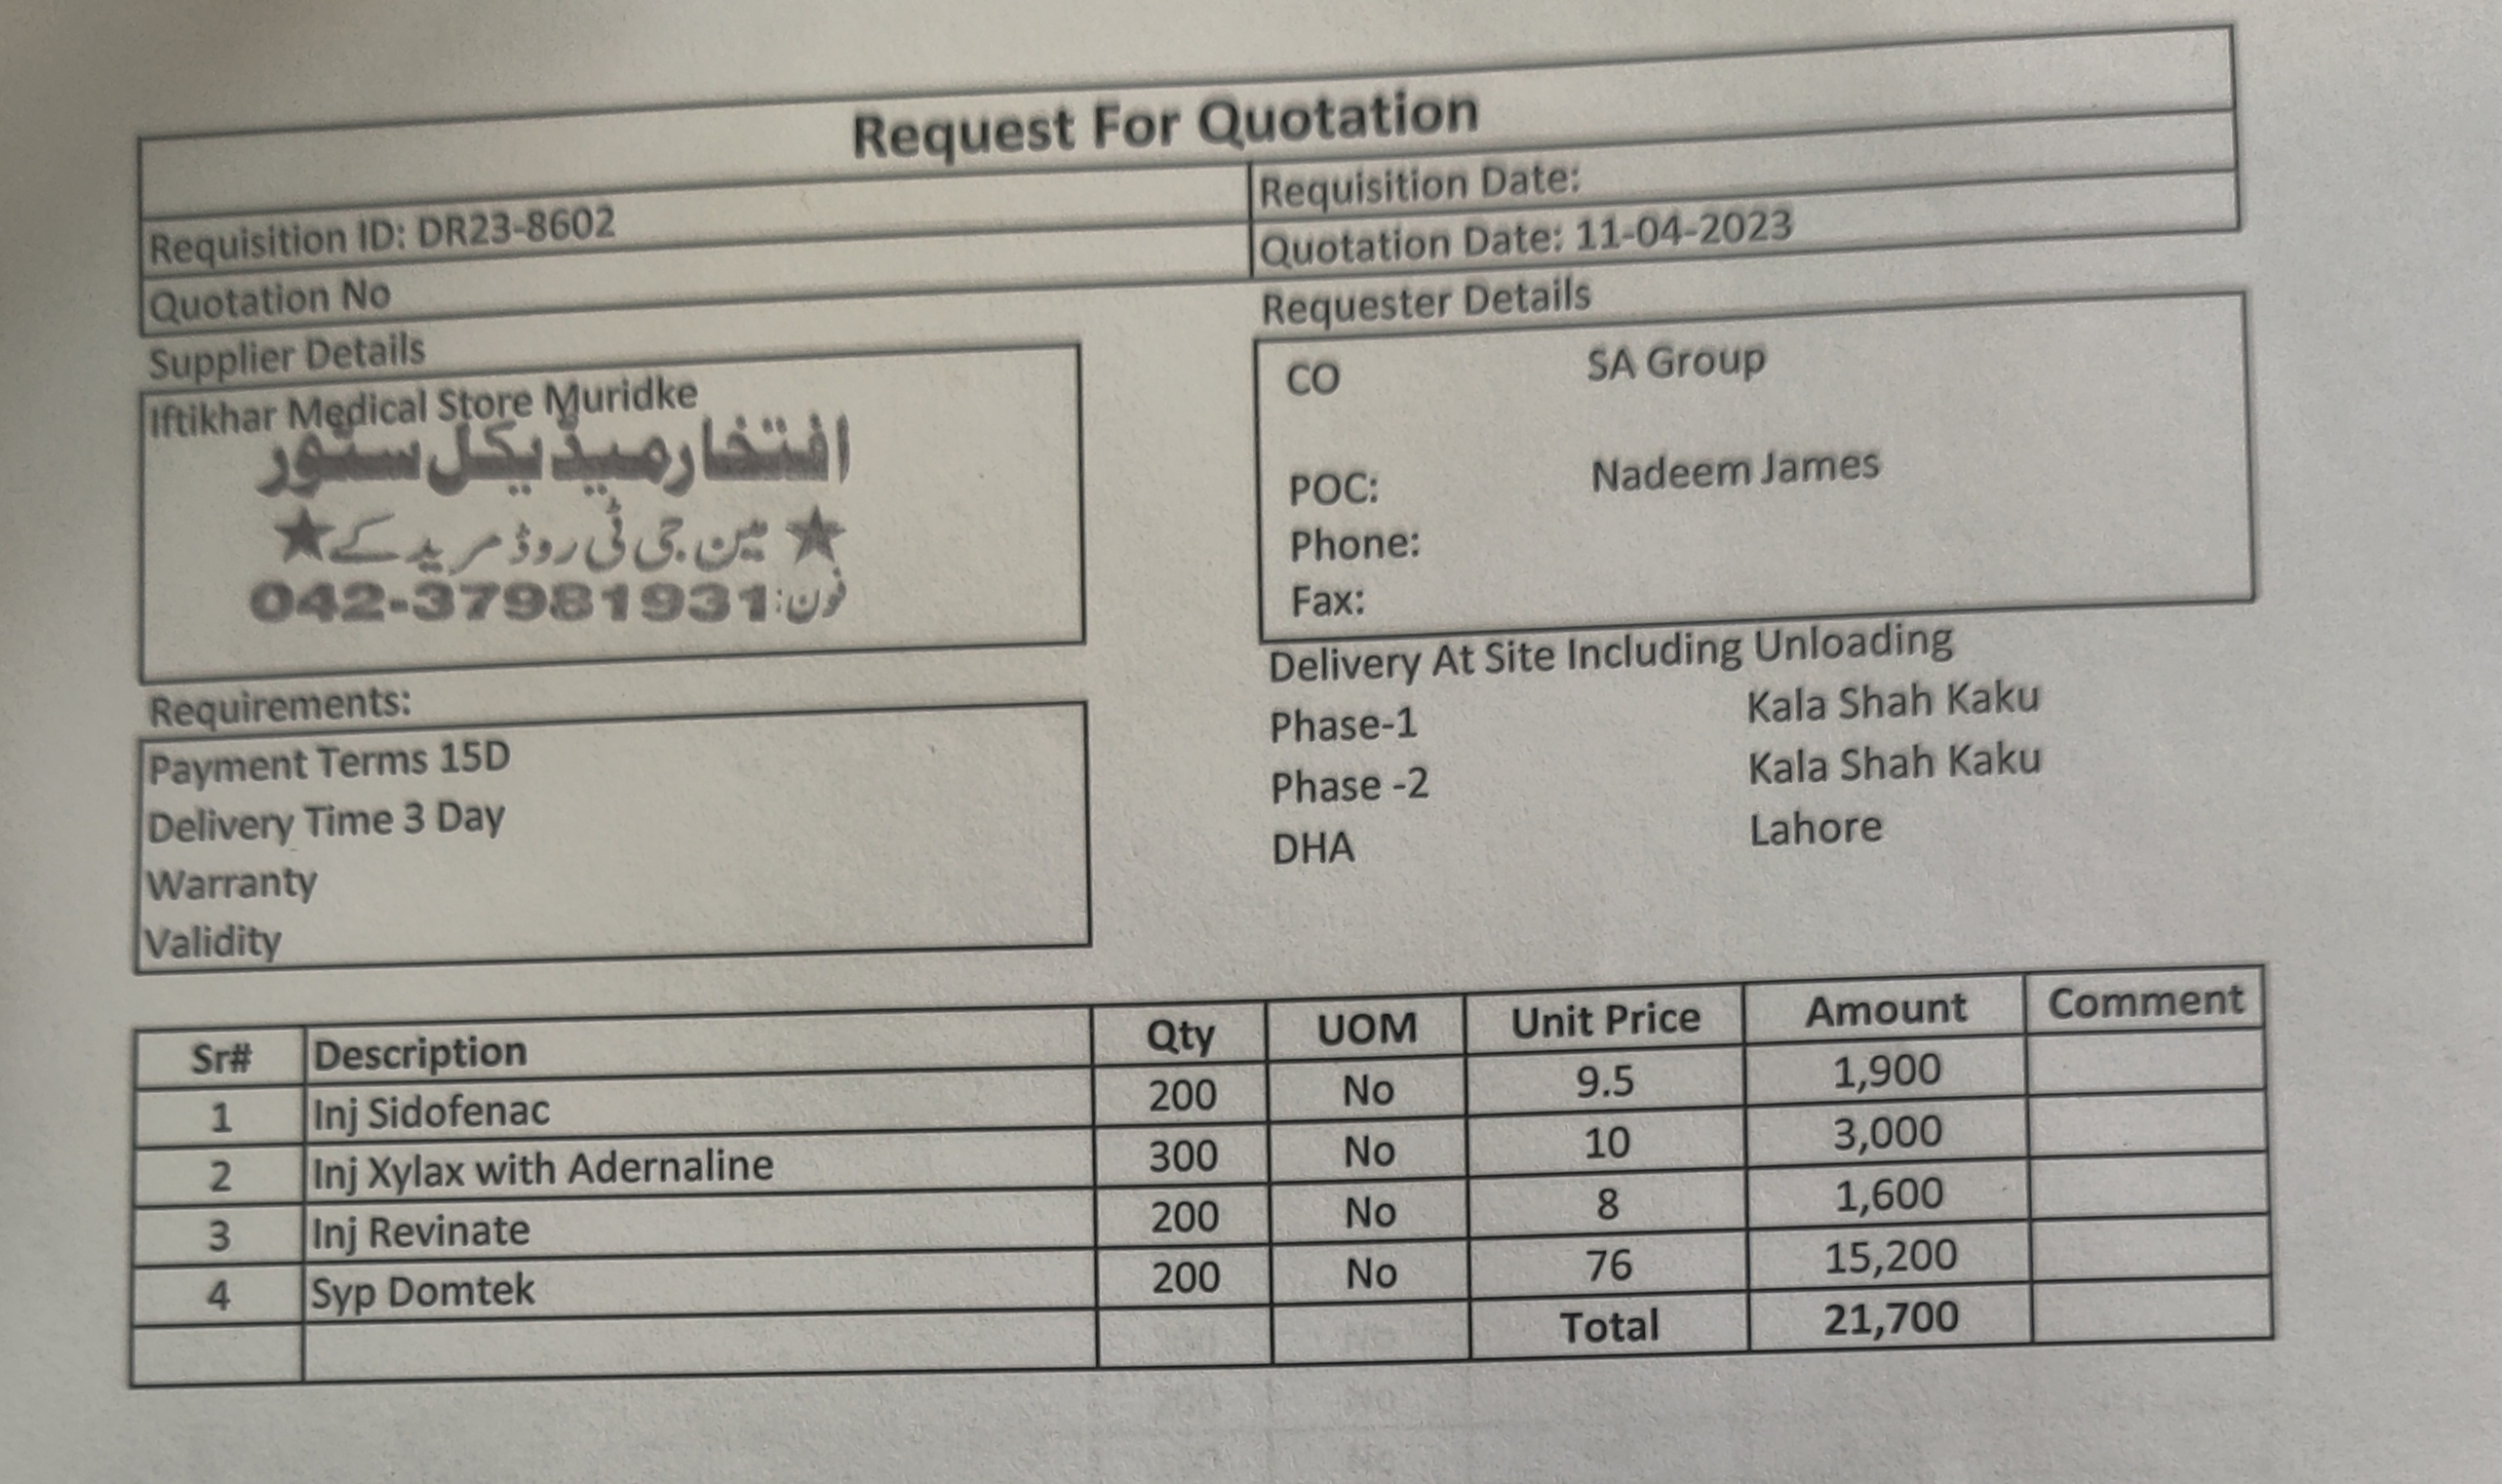 Request For Quotation
Requisition ID: DR23-8602
Requisition Date:
Quotation No
Quotation Date: 11-04-2023
Supplier Details
Iftikhar Medical Store Muridke
افتخار میڈیکل سٹور
★ مین جی ٹی روڈ مریدکے ★
فون: 042-37981931
Requester Details
CO SA Group
POC: Nadeem James
Phone:
Fax:
Requirements:
Payment Terms 15D
Delivery Time 3 Day
Warranty
Validity
Delivery At Site Including Unloading
Phase-1 Kala Shah Kaku
Phase -2 Kala Shah Kaku
DHA Lahore
Sr# Description Qty UOM Unit Price Amount Comment
1 Inj Sidofenac 200 No 9.5 1,900
2 Inj Xylax with Adernaline 300 No 10 3,000
3 Inj Revinate 200 No 8 1,600
4 Syp Domtek 200 No 76 15,200
Total 21,700